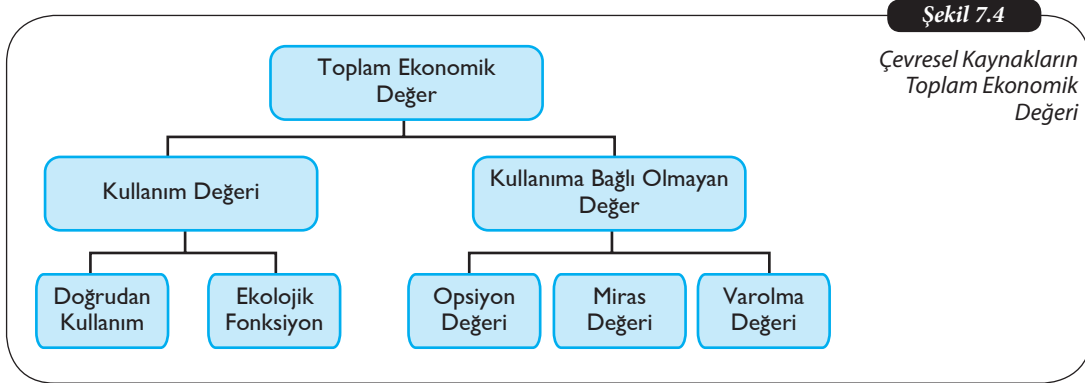 Şekil 7.4
Çevresel Kaynakların
Toplam Ekonomik
Değeri
Toplam Ekonomik
Değer
Kullanım Değeri
Kullanıma Bağlı Olmayan
Değer
Doğrudan
Kullanım
Ekolojik
Fonksiyon
Opsiyon
Değeri
Miras
Değeri
Varolma
Değeri